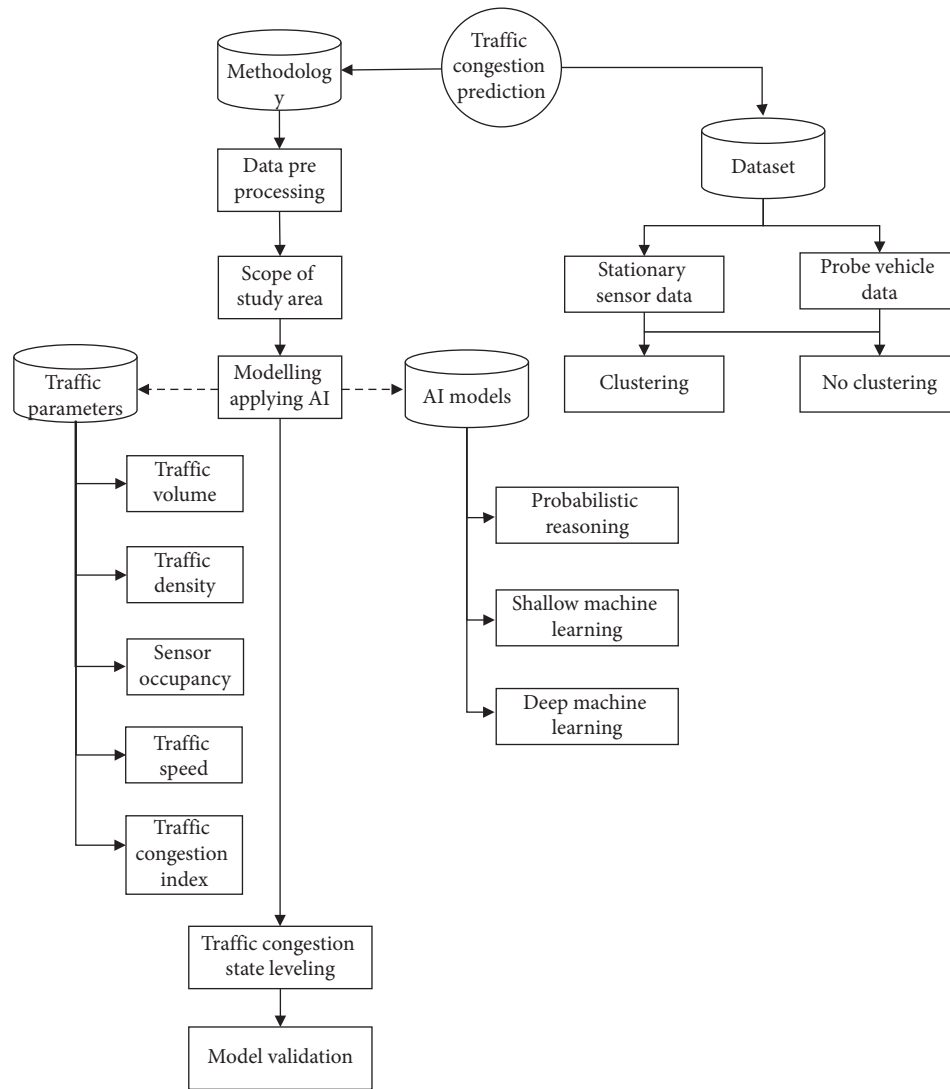 Traffic
congestion
prediction
Methodolog
y
Dataset
Data pre
processing
Stationary
sensor data
Probe vehicle
data
Scope of
study area
Clustering
No clustering
Traffic
parameters
Modelling
applying AI
AI models
Traffic
volume
Traffic
density
Sensor
occupancy
Traffic
speed
Traffic
congestion
index
Probabilistic
reasoning
Shallow machine
learning
Deep machine
learning
Traffic congestion
state leveling
Model validation